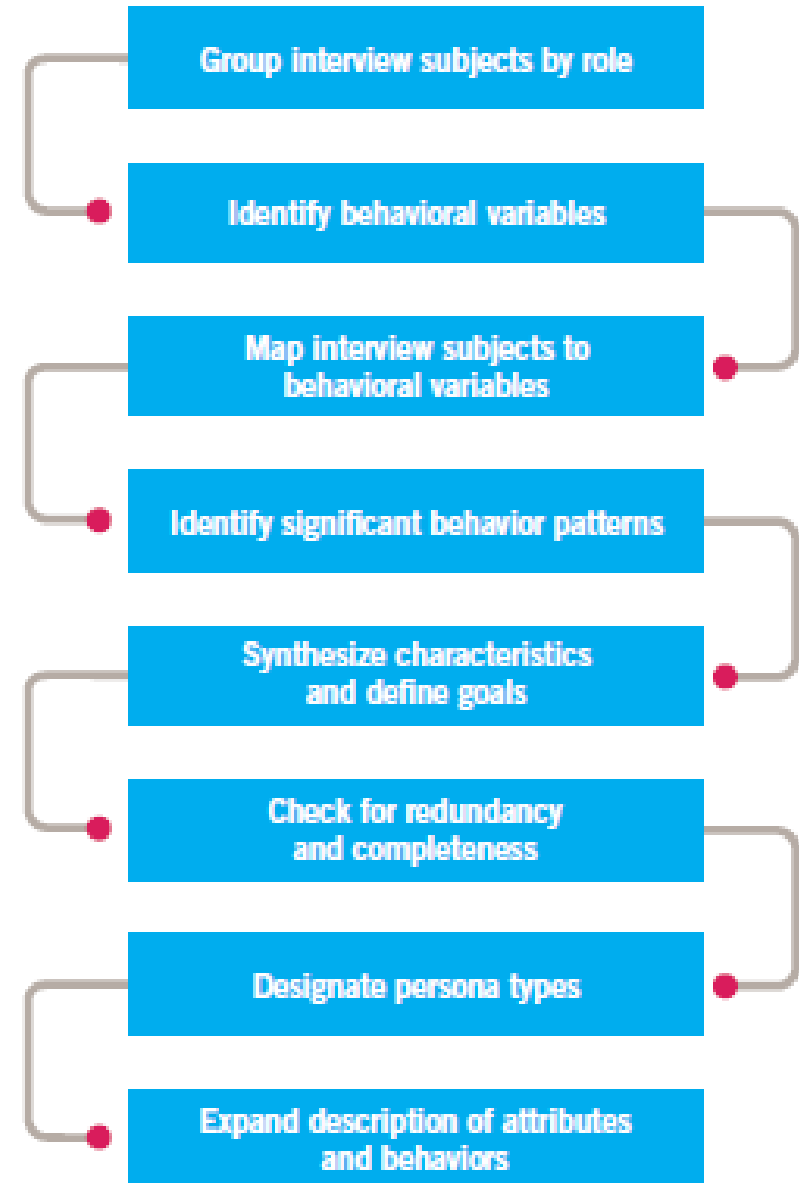 Group interview subjects by role
Identify behavioral variables
Map interview subjects to
behavioral variables
Identify significant behavior patterns
Synthesize characteristics
and define goals
Check for redundancy
and completeness
Designate persona types
Expand description of attributes
and behaviors